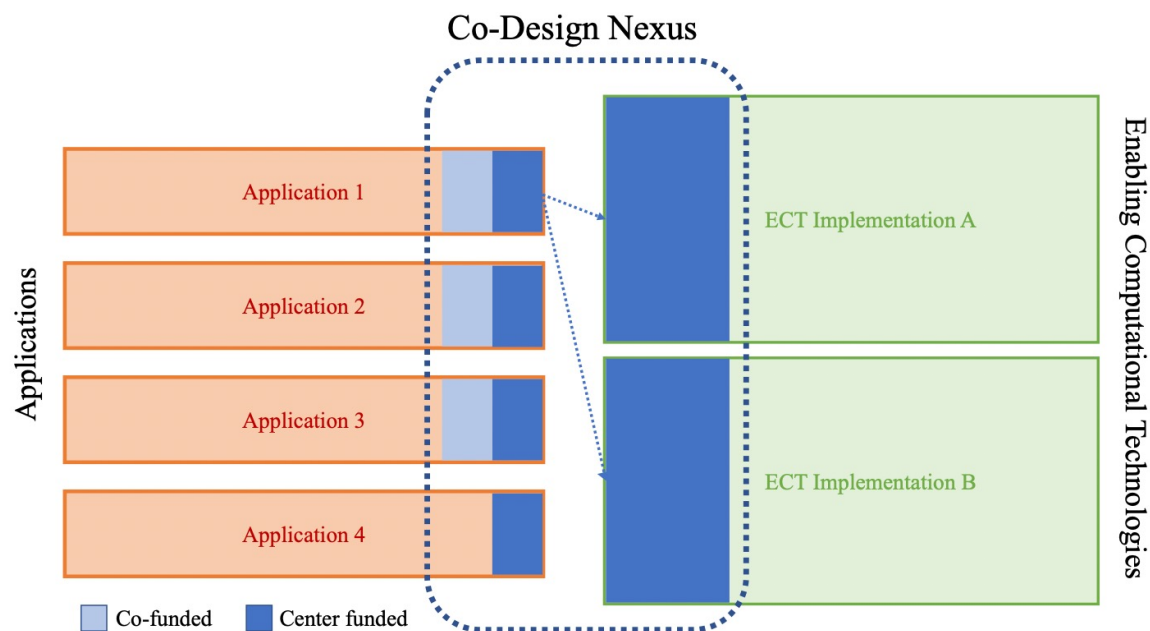 Co-Design Nexus
Applications
Application 1
Application 2
Application 3
Application 4
ECT Implementation A
ECT Implementation B
Enabling Computational Technologies
Co-funded
Center funded